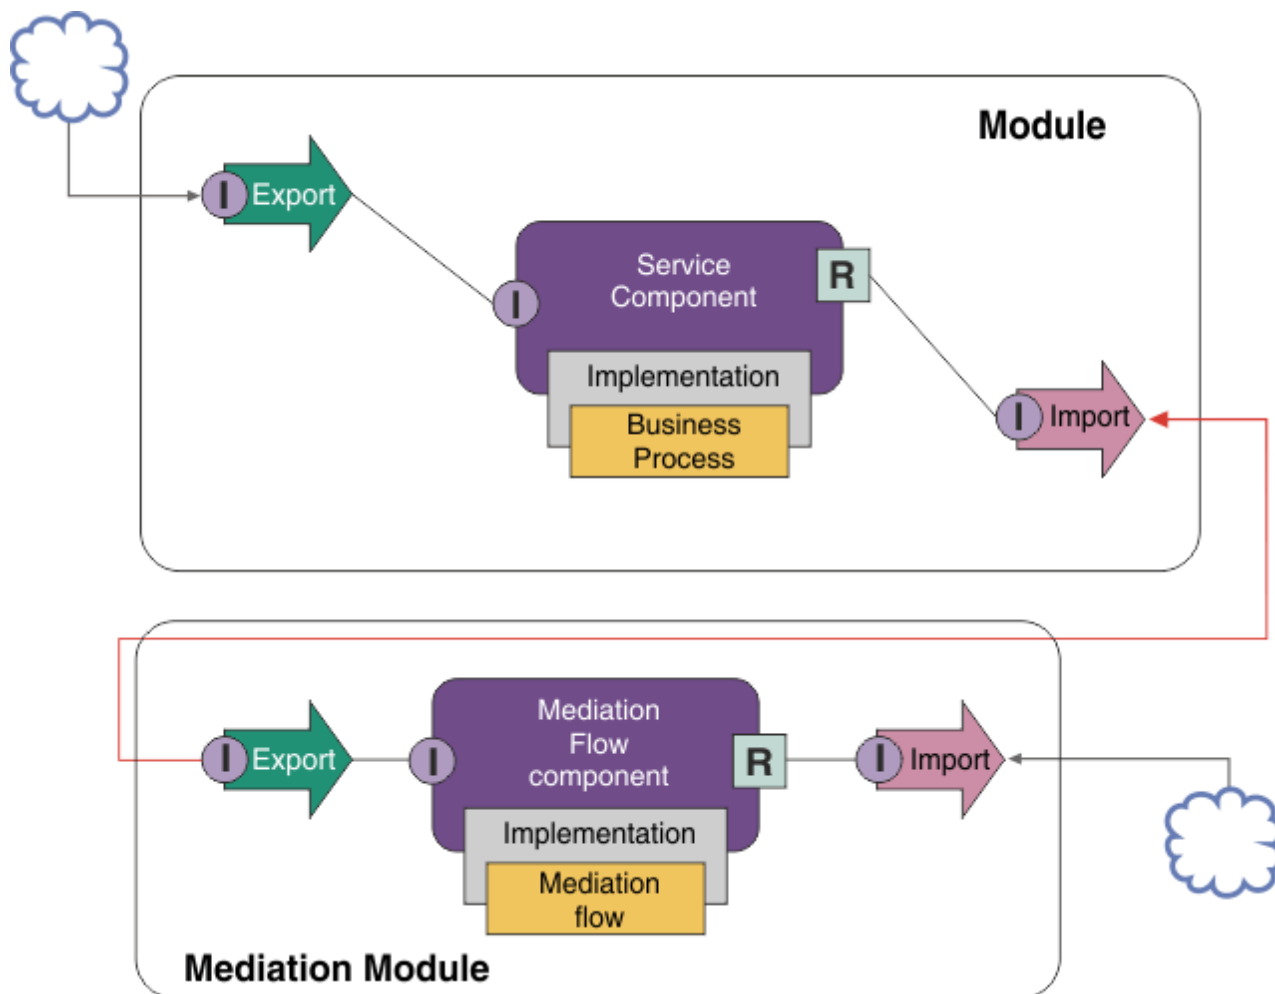 Module
I
Export
Service
Component
I
R
Implementation
Business
Process
I
Import
I
Export
Mediation
Flow
component
I
R
I
Import
Implementation
Mediation
flow
Mediation Module